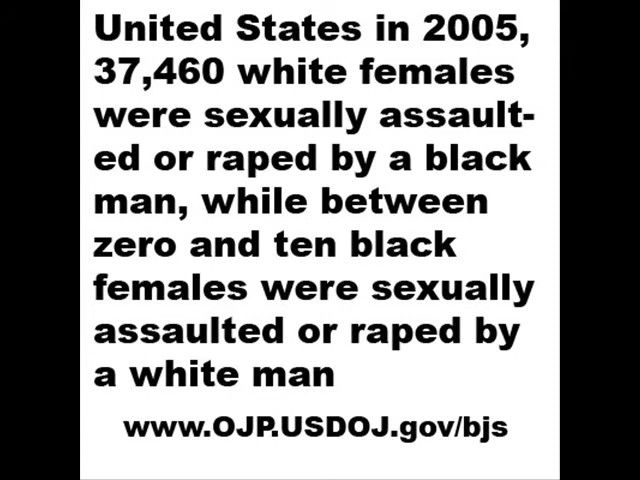 United States in 2005,
37,460 white females
were sexually assault-
ed or raped by a black
man, while between
zero and ten black
females were sexually
assaulted or raped by
a white man
www.OJP.USDOJ.gov/bjs